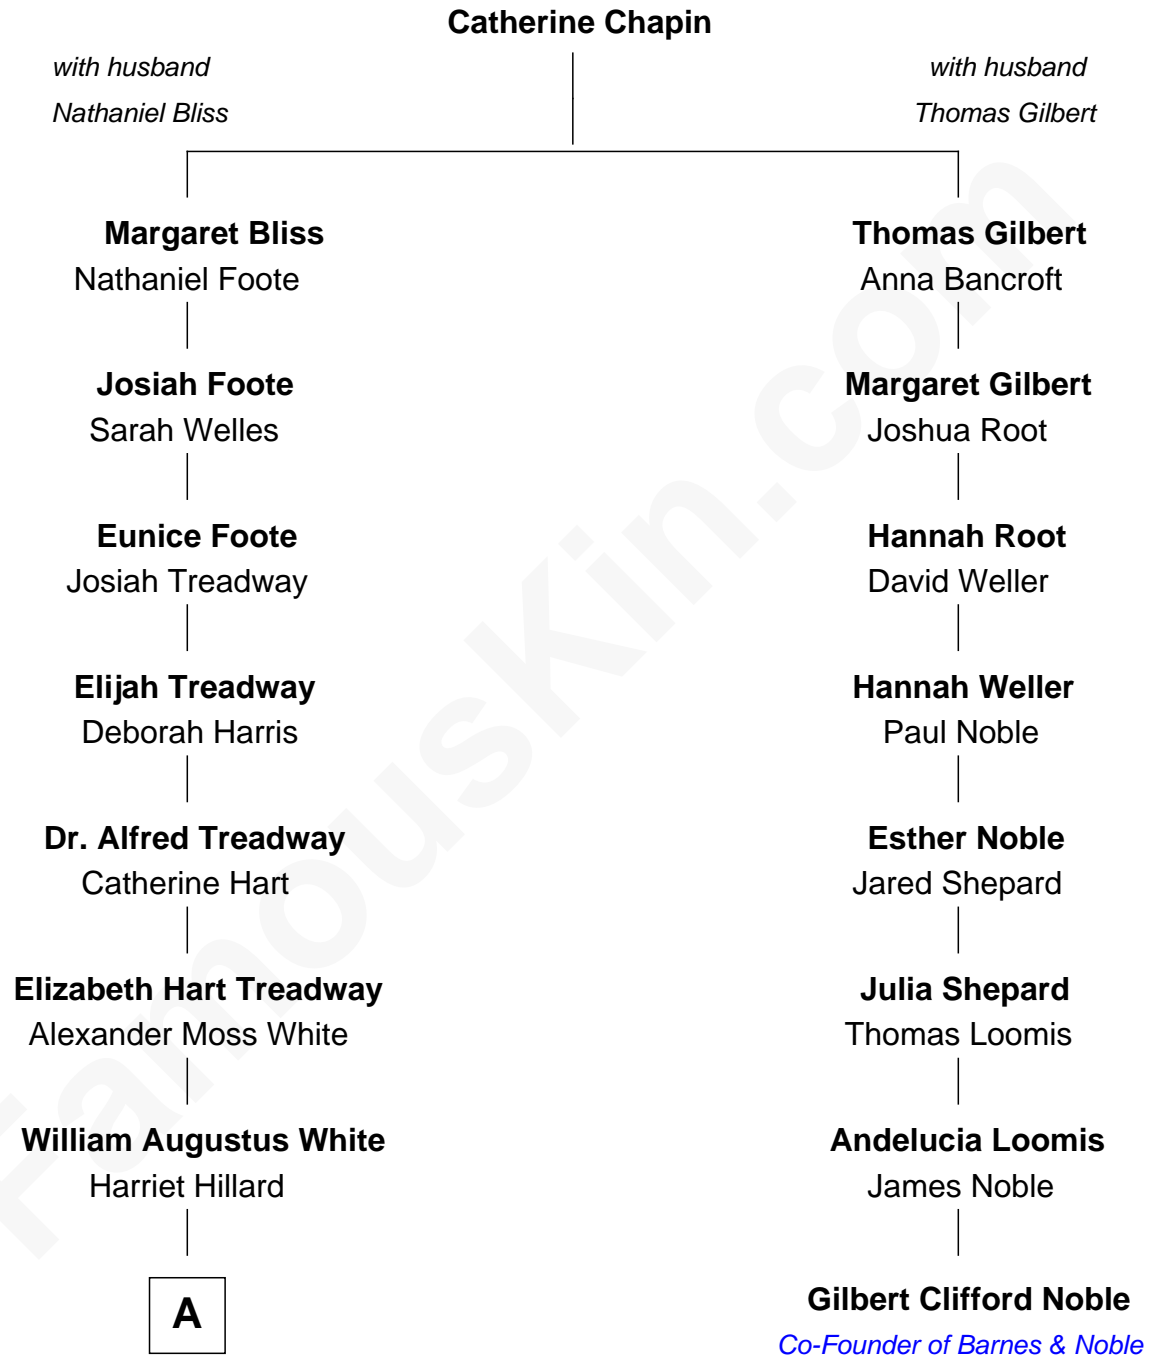 Catherine Chapin
with husband
Nathaniel Bliss
with husband
Thomas Gilbert
Margaret Bliss
Nathaniel Foote
Josiah Foote
Sarah Welles
Eunice Foote
Josiah Treadway
Elijah Treadway
Deborah Harris
Dr. Alfred Treadway
Catherine Hart
Elizabeth Hart Treadway
Alexander Moss White
William Augustus White
Harriet Hillard
A
Thomas Gilbert
Anna Bancroft
Margaret Gilbert
Joshua Root
Hannah Root
David Weller
Hannah Weller
Paul Noble
Esther Noble
Jared Shepard
Julia Shepard
Thomas Loomis
Andelucia Loomis
James Noble
Gilbert Clifford Noble
Co-Founder of Barnes & Noble
FamousKin.com